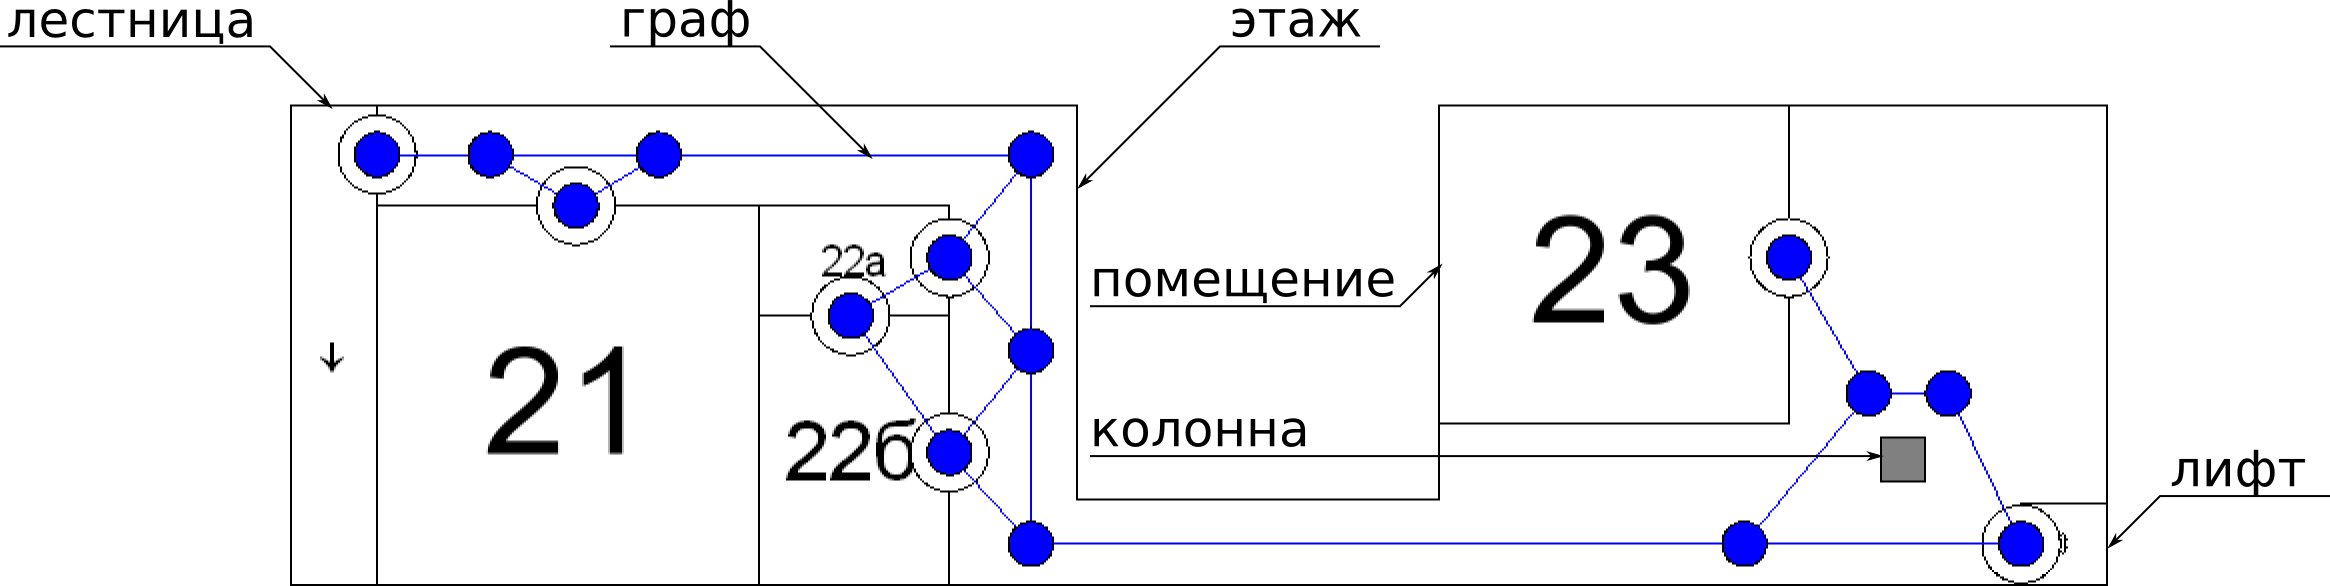 лестница
граф
этаж
22а
23
помещение
21
22б
колонна
лифт